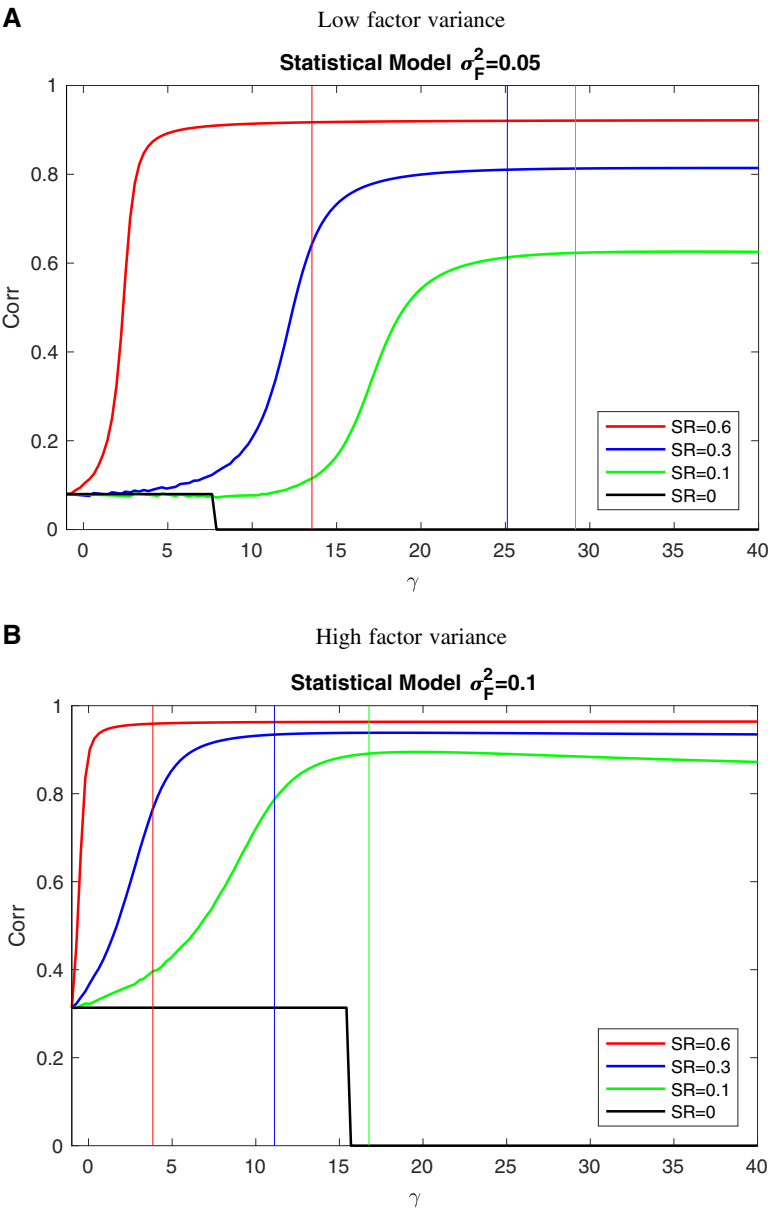 A
Low factor variance
Statistical Model σ²F=0.05
1
0.8
0.6
0.4
0.2
0
Corr
SR=0.6
SR=0.3
SR=0.1
SR=0
0 5 10 15 20 25 30 35 40
γ
B
High factor variance
Statistical Model σ²F=0.1
1
0.8
0.6
0.4
0.2
0
Corr
SR=0.6
SR=0.3
SR=0.1
SR=0
0 5 10 15 20 25 30 35 40
γ